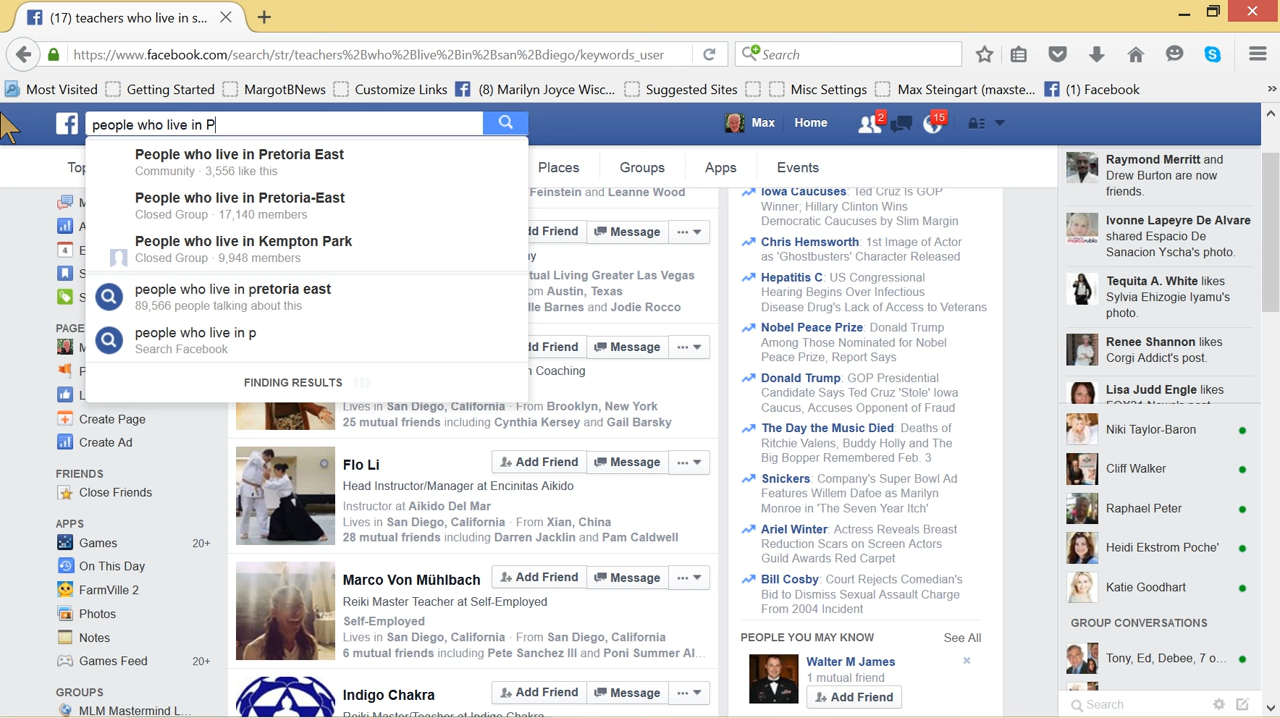 (17) teachers who live in s...
https://www.facebook.com/search/str/teachers%2Bwho%2Blive%2Bin%2Bsan%2Bdiego/keywords_user
Search
Most Visited
Getting Started
MargotBNews
Customize Links
(8) Marilyn Joyce Wisc...
Suggested Sites
Misc Settings
Max Steingart (maxste...
(1) Facebook
people who live in P
Max
Home
2
15
Top
Places
Groups
Apps
Events
People who live in Pretoria East
Community · 3,556 like this
People who live in Pretoria-East
Closed Group · 17,140 members
People who live in Kempton Park
Closed Group · 9,948 members
people who live in pretoria east
89,566 people talking about this
people who live in p
Search Facebook
FINDING RESULTS
4
PAGE
Create Page
Create Ad
FRIENDS
Close Friends
APPS
Games 20+
On This Day
FarmVille 2
Photos
Notes
Games Feed 20+
GROUPS
MLM Mastermind L...
Feinstein and Leanne Wood
dd Friend
Message
Living Greater Las Vegas
from Austin, Texas
Barnes and Jodie Rocco
dd Friend
Message
Coaching
Lives in San Diego, California · From Brooklyn, New York
25 mutual friends including Cynthia Kersey and Gail Barsky
Flo Li
Add Friend
Message
Head Instructor/Manager at Encinitas Aikido
Instructor at Aikido Del Mar
Lives in San Diego, California · From Xian, China
28 mutual friends including Darren Jacklin and Pam Caldwell
Marco Von Mühlbach
Add Friend
Message
Reiki Master Teacher at Self-Employed
Self-Employed
Lives in San Diego, California · From San Diego, California
6 mutual friends including Pete Sanchez III and Poni Summer Al...
Indigo Chakra
Add Friend
Message
Reiki Master/Teacher at Indigo Chakra
Iowa Caucuses: Ted Cruz Is GOP
Winner; Hillary Clinton Wins
Democratic Caucuses by Slim Margin
Chris Hemsworth: 1st Image of Actor
as 'Ghostbusters' Character Released
Hepatitis C: US Congressional
Hearing Begins Over Infectious
Disease Drug's Lack of Access to Veterans
Nobel Peace Prize: Donald Trump
Among Those Nominated for Nobel
Peace Prize, Report Says
Donald Trump: GOP Presidential
Candidate Says Ted Cruz 'Stole' Iowa
Caucus, Accuses Opponent of Fraud
The Day the Music Died: Deaths of
Ritchie Valens, Buddy Holly and The
Big Bopper Remembered Feb. 3
Snickers: Company's Super Bowl Ad
Features Willem Dafoe as Marilyn
Monroe in 'The Seven Year Itch'
Ariel Winter: Actress Reveals Breast
Reduction Scars on Screen Actors
Guild Awards Red Carpet
Bill Cosby: Court Rejects Comedian's
Bid to Dismiss Sexual Assault Charge
From 2004 Incident
PEOPLE YOU MAY KNOW
See All
Walter M James
1 mutual friend
Add Friend
Raymond Merritt and
Drew Burton are now
friends.
Ivonne Lapeyre De Alvare
shared Espacio De
Sanacion Yscha's photo.
Tequita A. White likes
Sylvia Ehizogie Iyamu's
photo.
Renee Shannon likes
Corgi Addict's post.
Lisa Judd Engle likes
Niki Taylor-Baron
Cliff Walker
Raphael Peter
Heidi Ekstrom Poche'
Katie Goodhart
GROUP CONVERSATIONS
Tony, Ed, Debee, 7 o...
Search